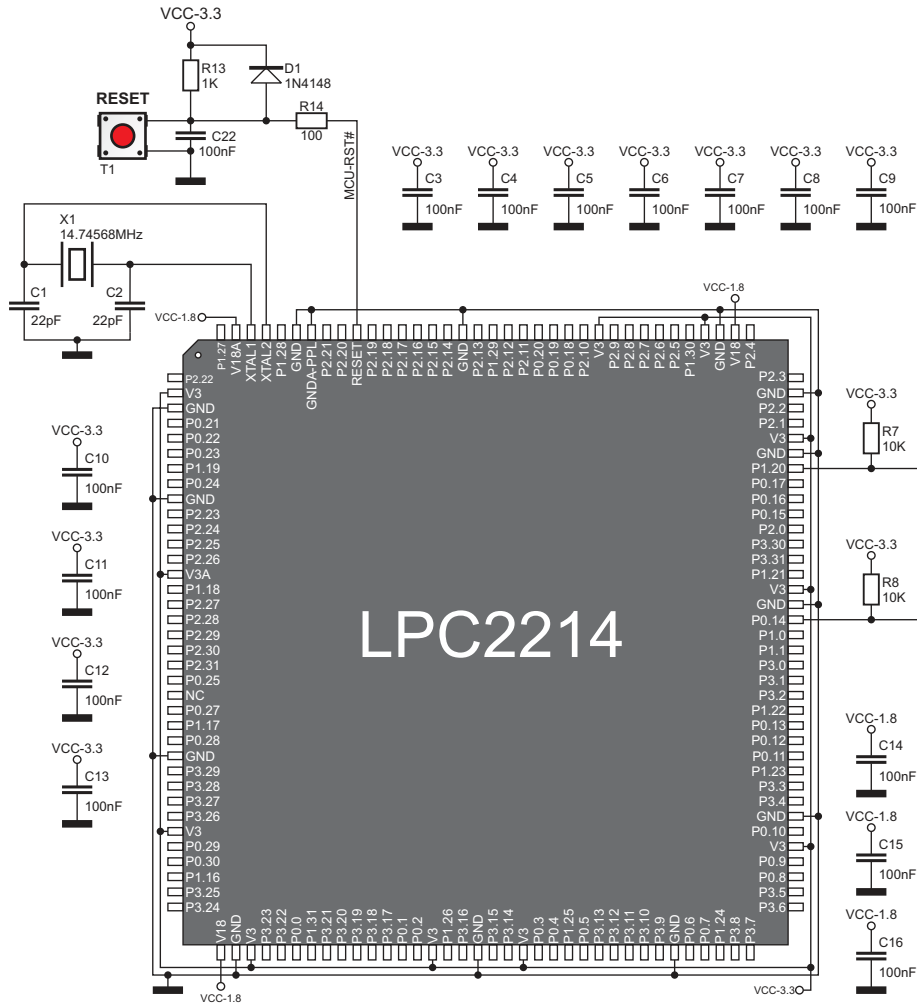 VCC-3.3
R13
1K
D1
1N4148
RESET
R14
100
C22
100nF
T1
MCU-RST#
VCC-3.3
C3
100nF
VCC-3.3
C4
100nF
VCC-3.3
C5
100nF
VCC-3.3
C6
100nF
VCC-3.3
C7
100nF
VCC-3.3
C8
100nF
VCC-3.3
C9
100nF
X1
14.74568MHz
C1
22pF
C2
22pF
VCC-1.8
VCC-1.8
P1.27
V18A
XTAL1
XTAL2
P1.28
GND
GNDA-PPL
P2.21
P2.20
RESET
P2.19
P2.18
P2.17
P2.16
P2.15
P2.14
GND
P2.13
P1.29
P2.12
P2.11
P0.20
P0.19
P0.18
P2.10
V3
P2.9
P2.8
P2.7
P2.6
P2.5
P1.30
V3
GND
V18
P2.4
P2.22
V3
GND
P0.21
P0.22
P0.23
P1.19
P0.24
GND
P2.23
P2.24
P2.25
P2.26
V3A
P1.18
P2.27
P2.28
P2.29
P2.30
P2.31
P0.25
NC
P0.27
P1.17
P0.28
GND
P3.29
P3.28
P3.27
P3.26
V3
P0.29
P0.30
P1.16
P3.25
P3.24
LPC2214
P2.3
GND
P2.2
P2.1
V3
GND
P1.20
P0.17
P0.16
P0.15
P2.0
P3.30
P3.31
P1.21
V3
GND
P0.14
P1.0
P1.1
P3.0
P3.1
P3.2
P1.22
P0.13
P0.12
P0.11
P1.23
P3.3
P3.4
GND
P0.10
V3
P0.9
P0.8
P3.5
P3.6
V18
GND
V3
P3.23
P3.22
P0.0
P1.31
P3.21
P3.20
P3.19
P3.18
P3.17
P0.1
P0.2
V3
P1.26
P3.16
GND
P3.15
P3.14
V3
P0.3
P0.4
P1.25
P0.5
P3.13
P3.12
P3.11
P3.10
P3.9
GND
P0.6
P0.7
P1.24
P3.8
P3.7
VCC-3.3
C10
100nF
VCC-3.3
C11
100nF
VCC-3.3
C12
100nF
VCC-3.3
C13
100nF
VCC-3.3
R7
10K
VCC-3.3
R8
10K
VCC-1.8
C14
100nF
VCC-1.8
C15
100nF
VCC-1.8
C16
100nF
VCC-1.8
VCC-3.3